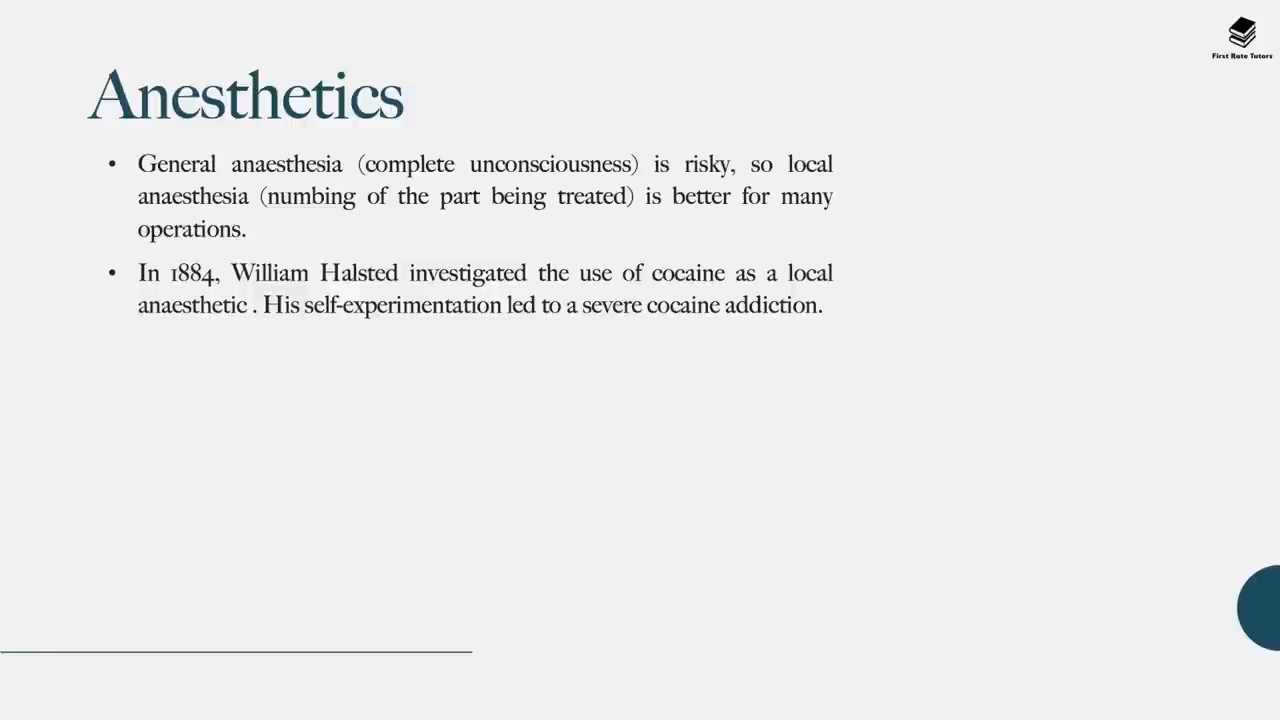 First Rate Tutors
Anesthetics
• General anaesthesia (complete unconsciousness) is risky, so local
anaesthesia (numbing of the part being treated) is better for many
operations.
• In 1884, William Halsted investigated the use of cocaine as a local
anaesthetic . His self-experimentation led to a severe cocaine addiction.